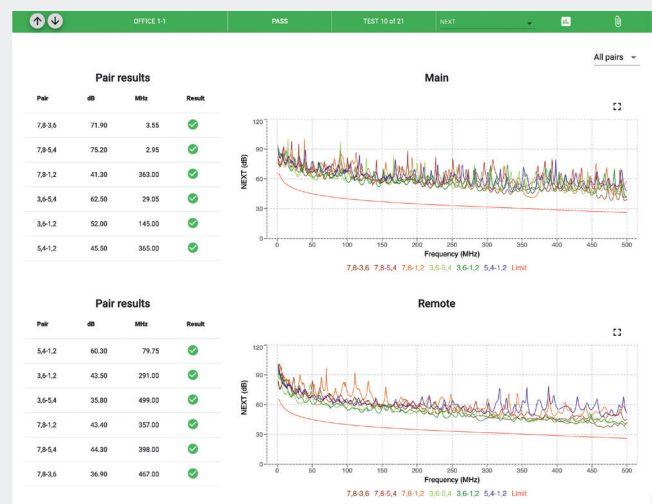 OFFICE 1-1 PASS TEST 10 of 21 NEXT
All pairs
Pair results
Pair dB MHz Result
7,8-3,6 71.90 3.55
7,8-5,4 75.20 2.95
7,8-1,2 41.30 363.00
3,6-5,4 62.50 29.05
3,6-1,2 52.00 145.00
5,4-1,2 45.50 365.00
Main
NEXT (dB)
120
90
60
30
0
0 50 100 150 200 250 300 350 400 450 500
Frequency (MHz)
7,8-3,6 7,8-5,4 7,8-1,2 3,6-5,4 3,6-1,2 5,4-1,2 Limit
Pair results
Pair dB MHz Result
5,4-1,2 60.30 79.75
3,6-1,2 43.50 291.00
3,6-5,4 35.80 499.00
7,8-1,2 43.40 357.00
7,8-5,4 44.30 398.00
7,8-3,6 36.90 467.00
Remote
NEXT (dB)
120
90
60
30
0
0 50 100 150 200 250 300 350 400 450 500
Frequency (MHz)
7,8-3,6 7,8-5,4 7,8-1,2 3,6-5,4 3,6-1,2 5,4-1,2 Limit